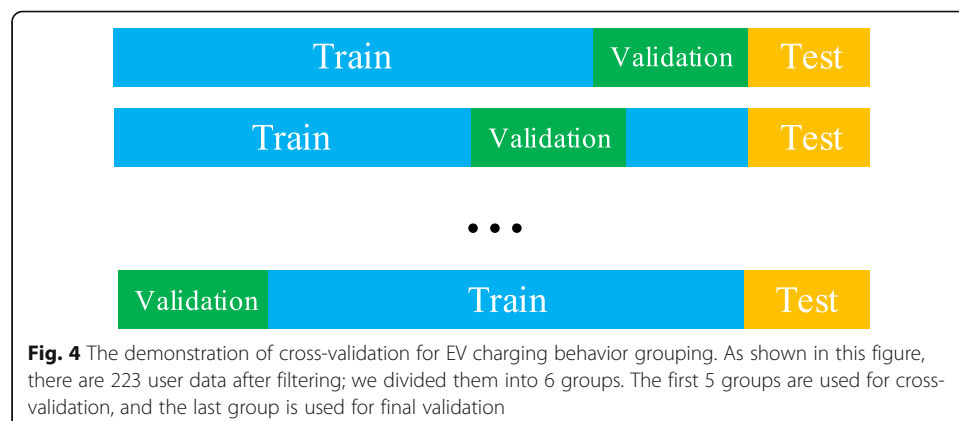 Train Validation Test
Train Validation Test
...
Validation Train Test
Fig. 4 The demonstration of cross-validation for EV charging behavior grouping. As shown in this figure,
there are 223 user data after filtering; we divided them into 6 groups. The first 5 groups are used for cross-
validation, and the last group is used for final validation